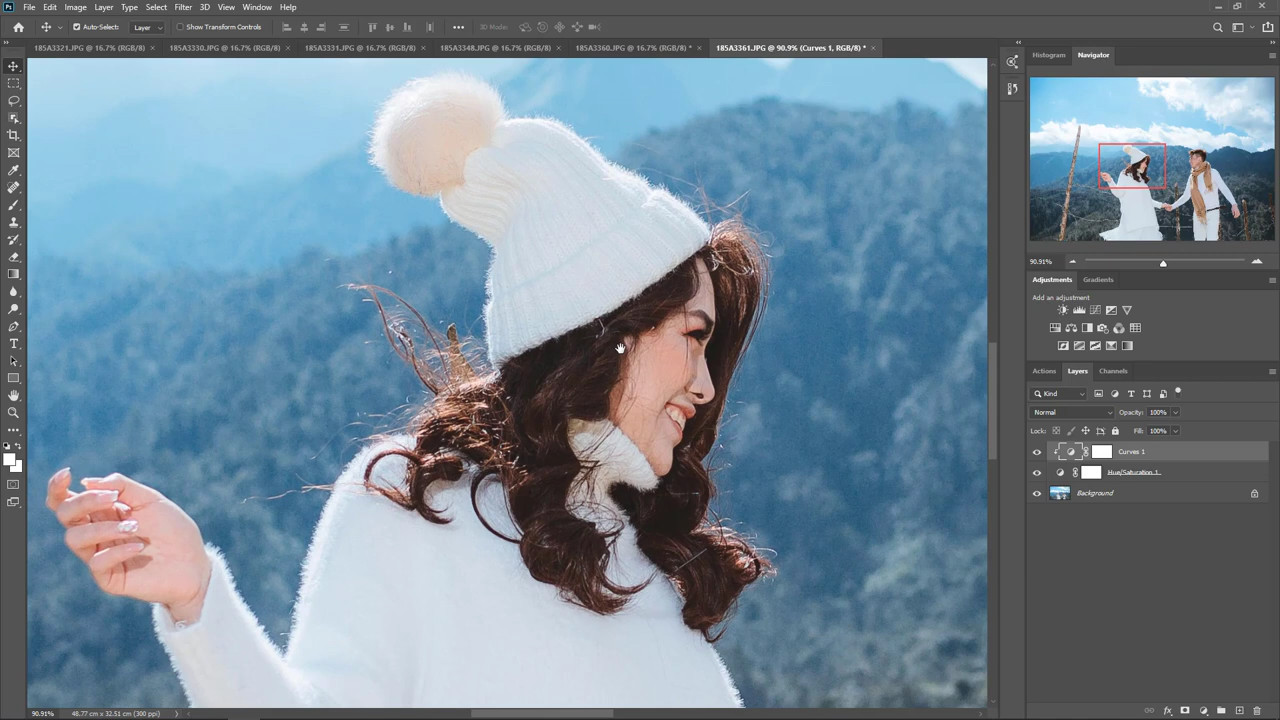 Ps File Edit Image Layer Type Select Filter 3D View Window Help
Auto-Select: Layer Show Transform Controls 3D Mode:
185A3321.JPG @ 16.7% (RGB/8) 185A3330.JPG @ 16.7% (RGB/8) 185A3331.JPG @ 16.7% (RGB/8) 185A3348.JPG @ 16.7% (RGB/8) 185A3360.JPG @ 16.7% (RGB/8) * 185A3361.JPG @ 90.9% (Curves 1, RGB/8) *
Histogram Navigator
90.91%
Adjustments Gradients
Add an adjustment
Actions Layers Channels
Kind
Normal Opacity: 100%
Lock: Fill: 100%
Curves 1
Hue/Saturation 1...
Background
90.91% 48.77 cm x 32.51 cm (300 ppi)